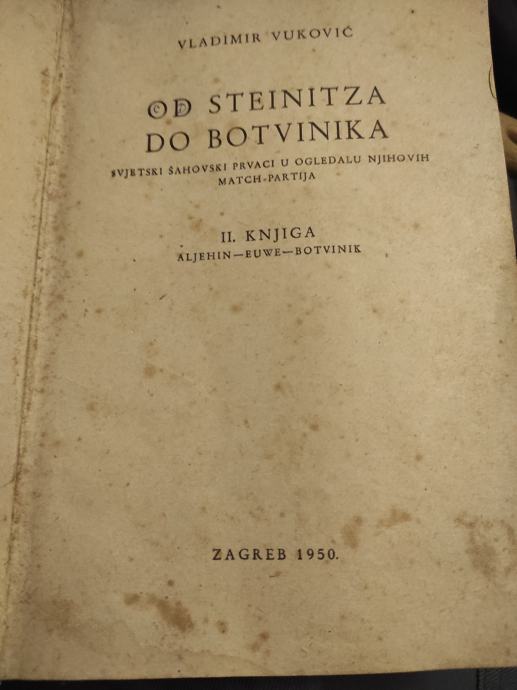 VLADIMIR VUKOVIĆ
OD STEINITZA
DO BOTVINIKA
SVJETSKI ŠAHOVSKI PRVACI U OGLEDALU NJIHOVIH
MATCH-PARTIJA
II. KNJIGA
ALJEHIN—EUWE—BOTVINIK
ZAGREB 1950.